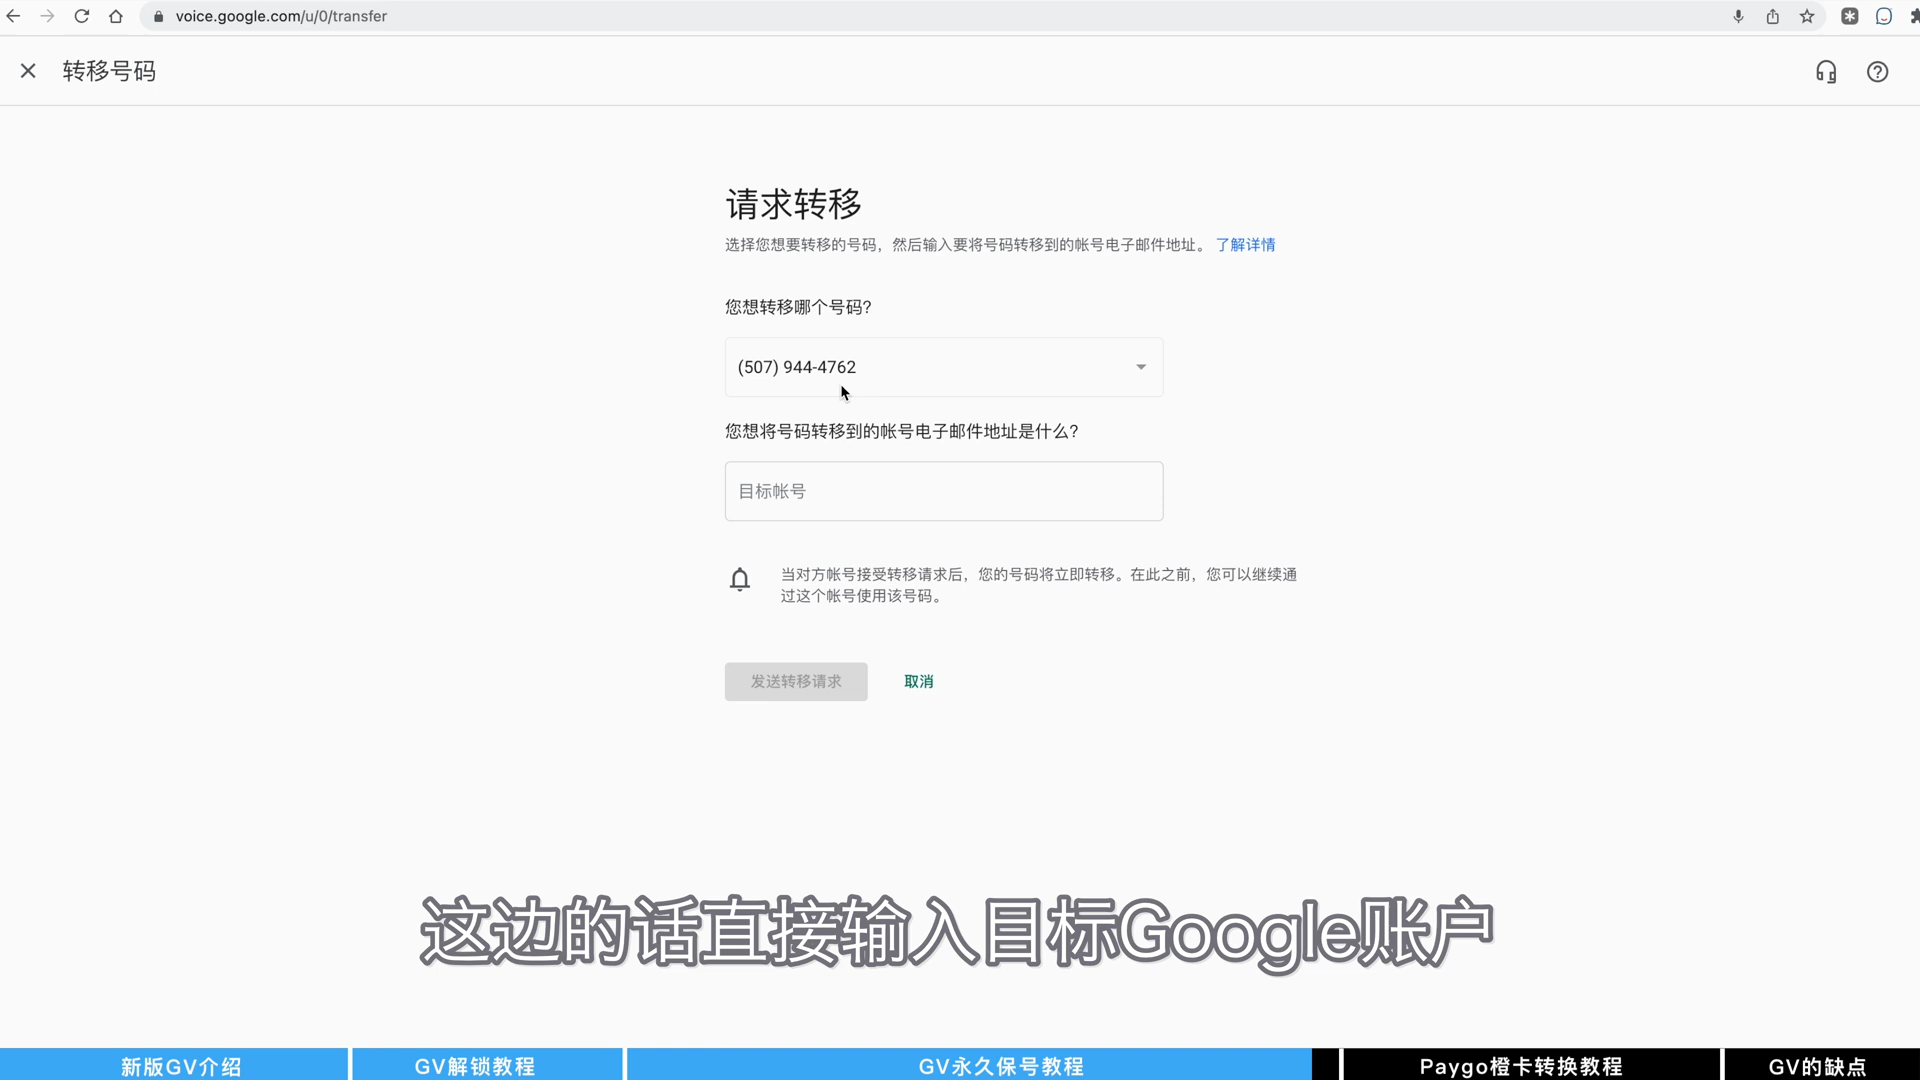 voice.google.com/u/0/transfer
转移号码
请求转移
选择您想要转移的号码，然后输入要将号码转移到的帐号电子邮件地址。 了解详情
您想转移哪个号码?
(507) 944-4762
您想将号码转移到的帐号电子邮件地址是什么?
目标帐号
当对方帐号接受转移请求后，您的号码将立即转移。在此之前，您可以继续通
过这个帐号使用该号码。
发送转移请求 取消
这边的话直接输入目标Google账户
新版GV介绍 GV解锁教程 GV永久保号教程 Paygo橙卡转换教程 GV的缺点